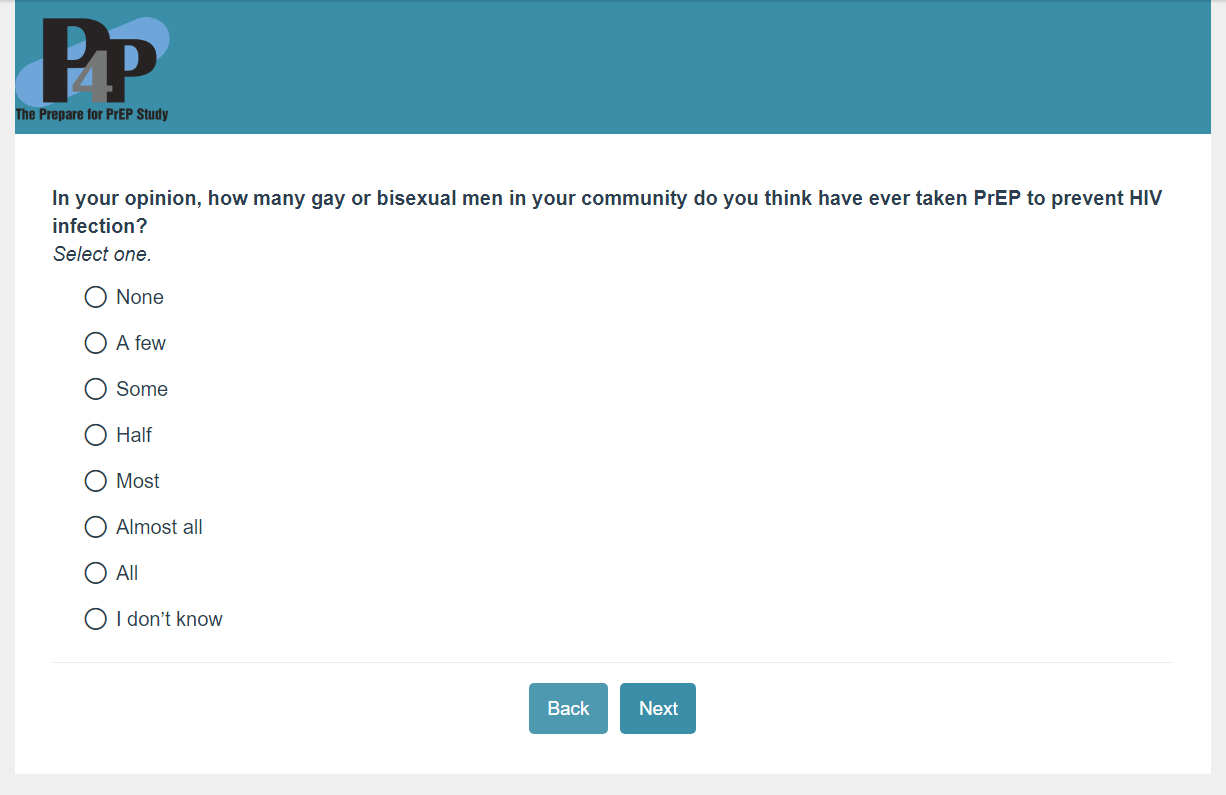 P4P
The Prepare for PrEP Study
In your opinion, how many gay or bisexual men in your community do you think have ever taken PrEP to prevent HIV
infection?
Select one.
None
A few
Some
Half
Most
Almost all
All
I don’t know
Back Next